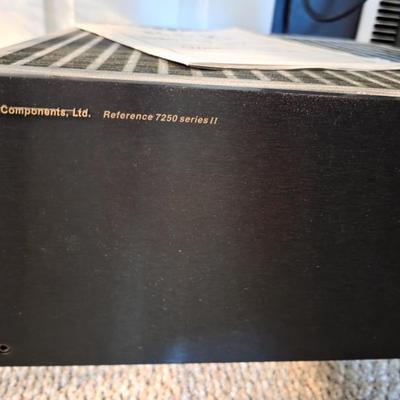 Components, Ltd. Reference 7250 series II